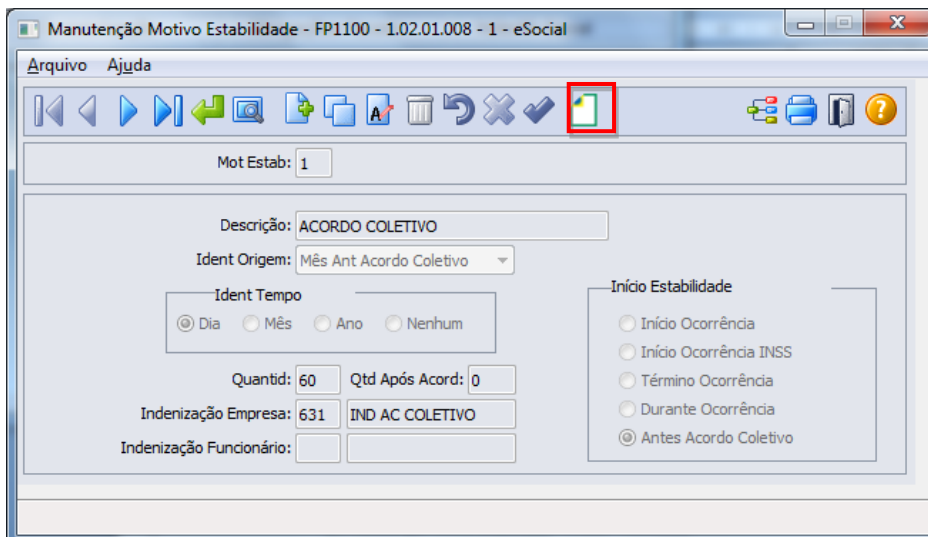 Manutenção Motivo Estabilidade - FP1100 - 1.02.01.008 - 1 - eSocial
Arquivo Ajuda
Mot Estab: 1
Descrição: ACORDO COLETIVO
Ident Origem: Mês Ant Acordo Coletivo
Ident Tempo
Dia Mês Ano Nenhum
Quantid: 60 Qtd Após Acord: 0
Indenização Empresa: 631 IND AC COLETIVO
Indenização Funcionário:
Início Estabilidade
Início Ocorrência
Início Ocorrência INSS
Término Ocorrência
Durante Ocorrência
Antes Acordo Coletivo